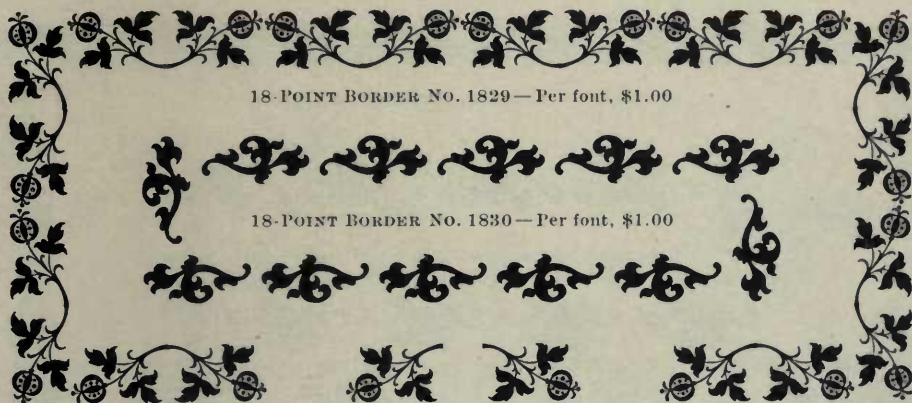 18-POINT BORDER NO. 1829—Per font, $1.00
18-POINT BORDER NO. 1830—Per font, $1.00